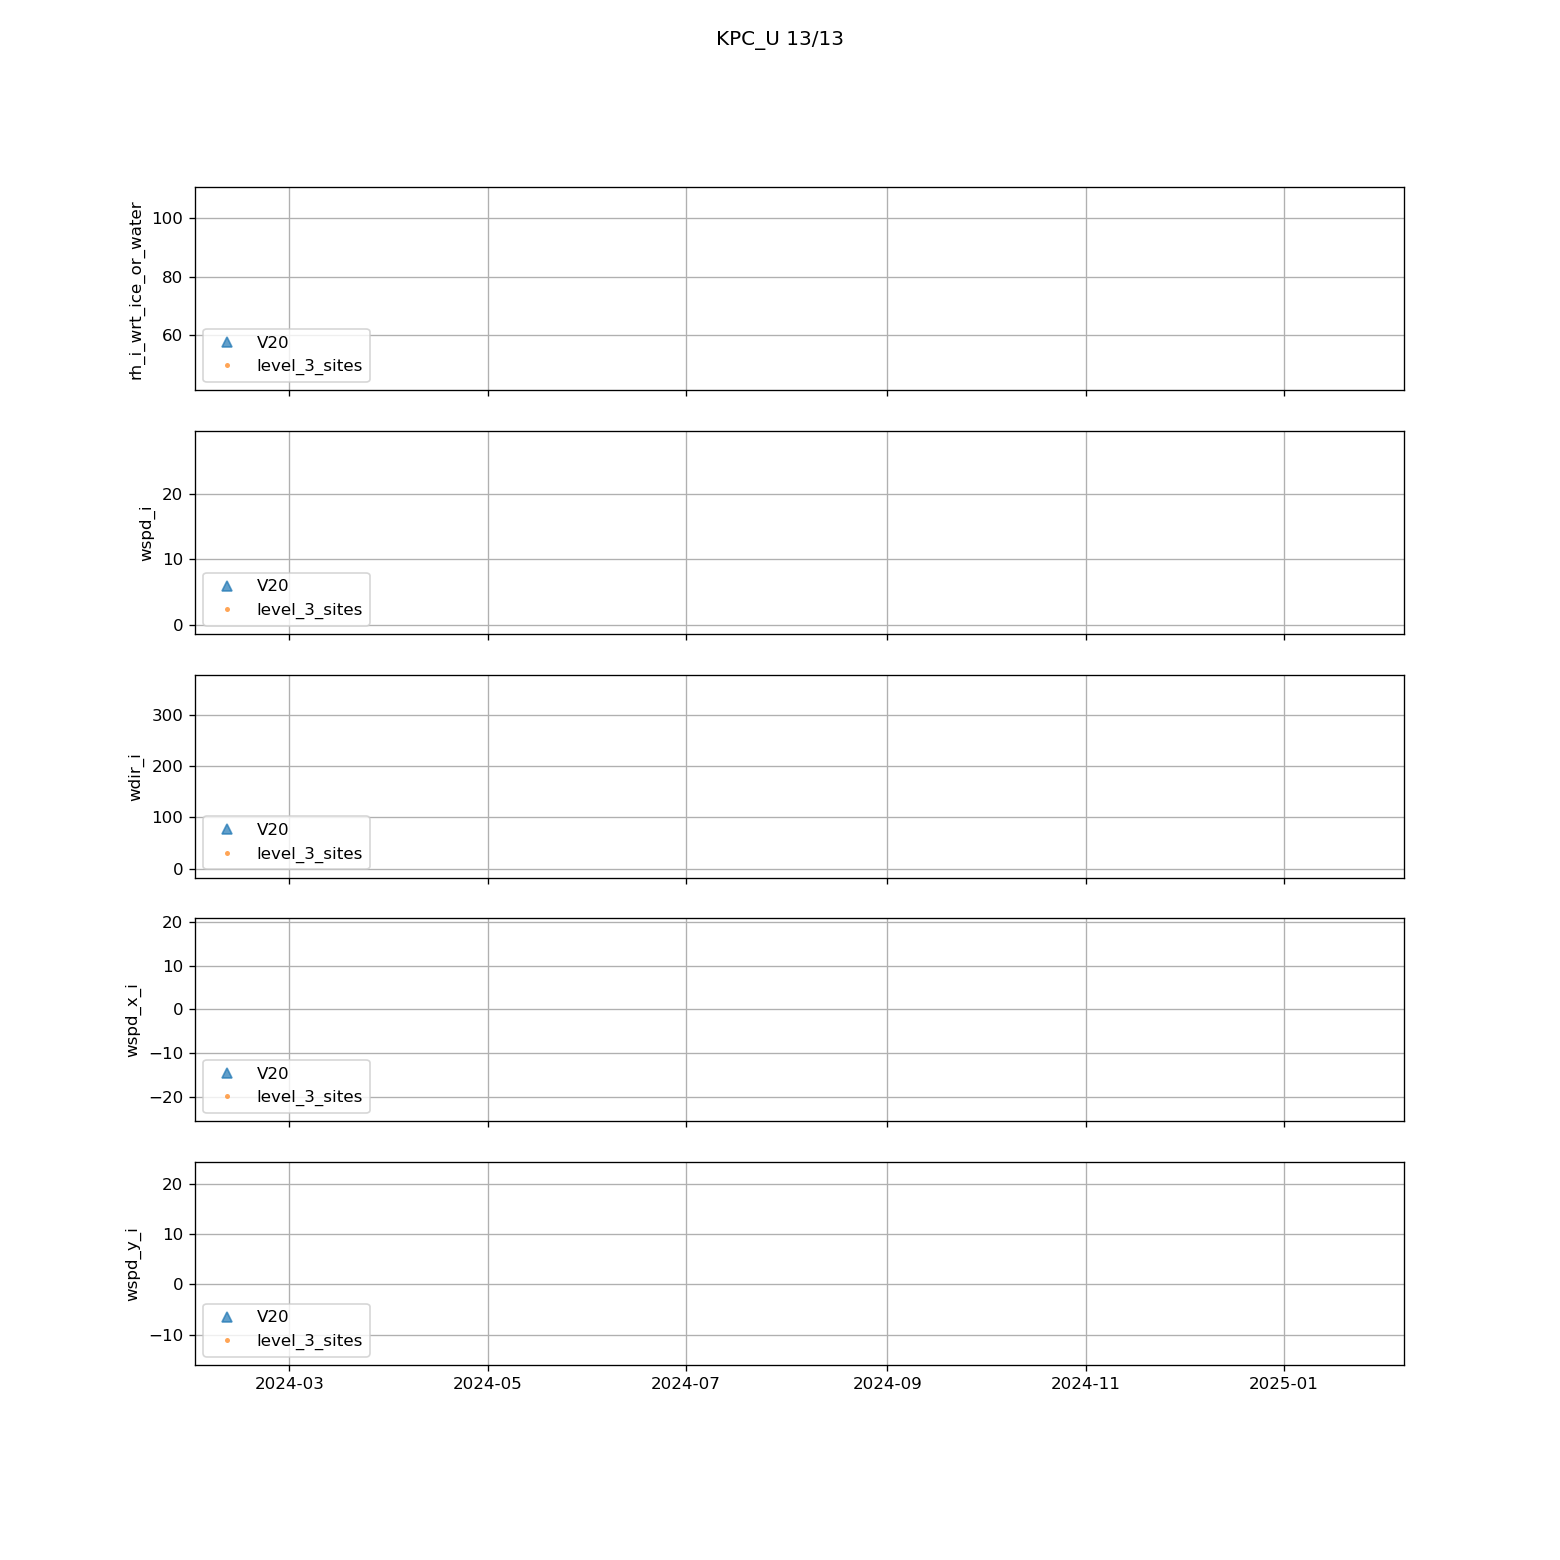 KPC_U 13/13
rh_i_wrt_ice_or_water
100
80
60
V20
level_3_sites
wspd_i
20
10
0
V20
level_3_sites
wdir_i
300
200
100
0
V20
level_3_sites
wspd_x_i
20
10
0
−10
−20
V20
level_3_sites
wspd_y_i
20
10
0
−10
V20
level_3_sites
2024-03 2024-05 2024-07 2024-09 2024-11 2025-01